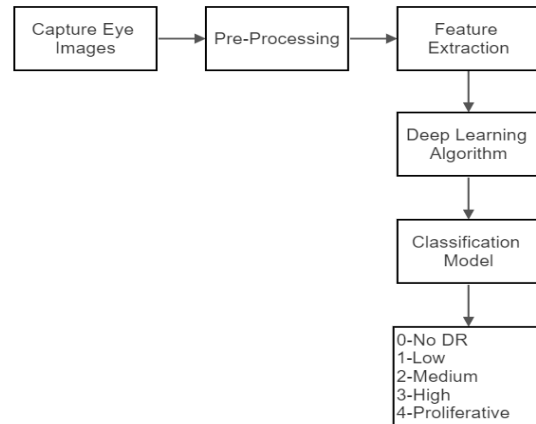 Capture Eye
Images
Pre-Processing
Feature
Extraction
Deep Learning
Algorithm
Classification
Model
0-No DR
1-Low
2-Medium
3-High
4-Proliferative